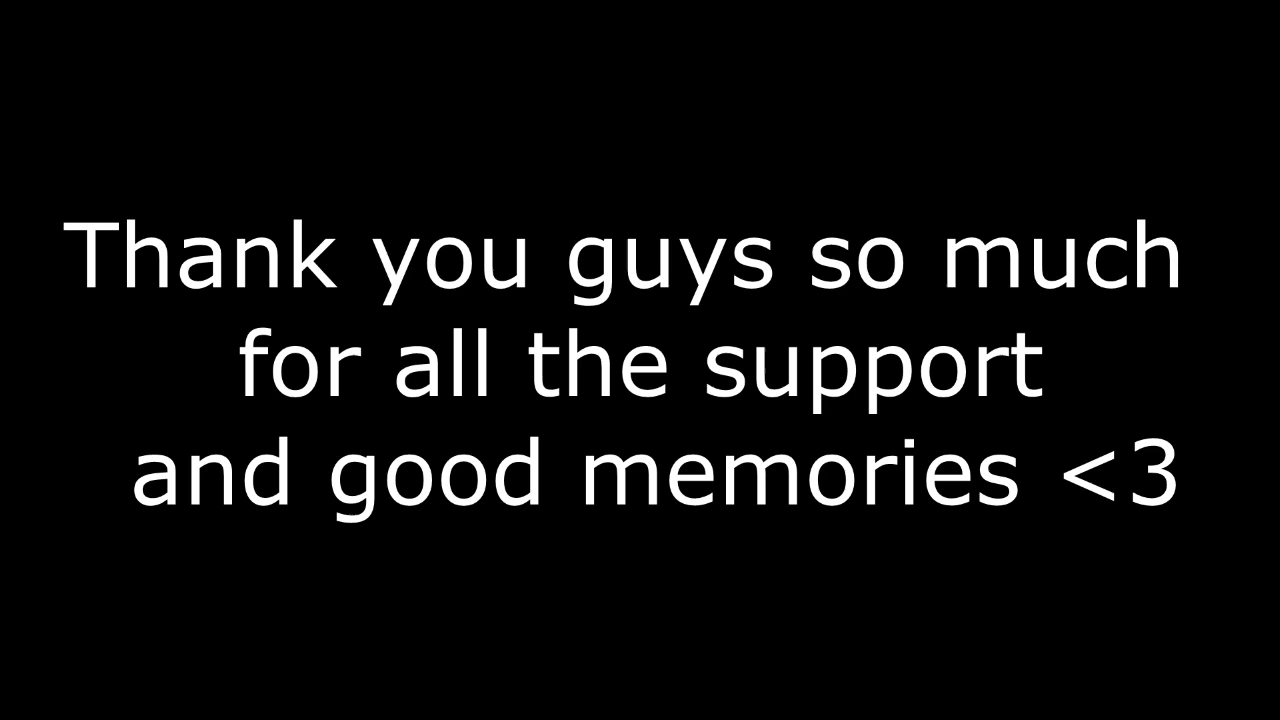 Thank you guys so much
for all the support
and good memories <3